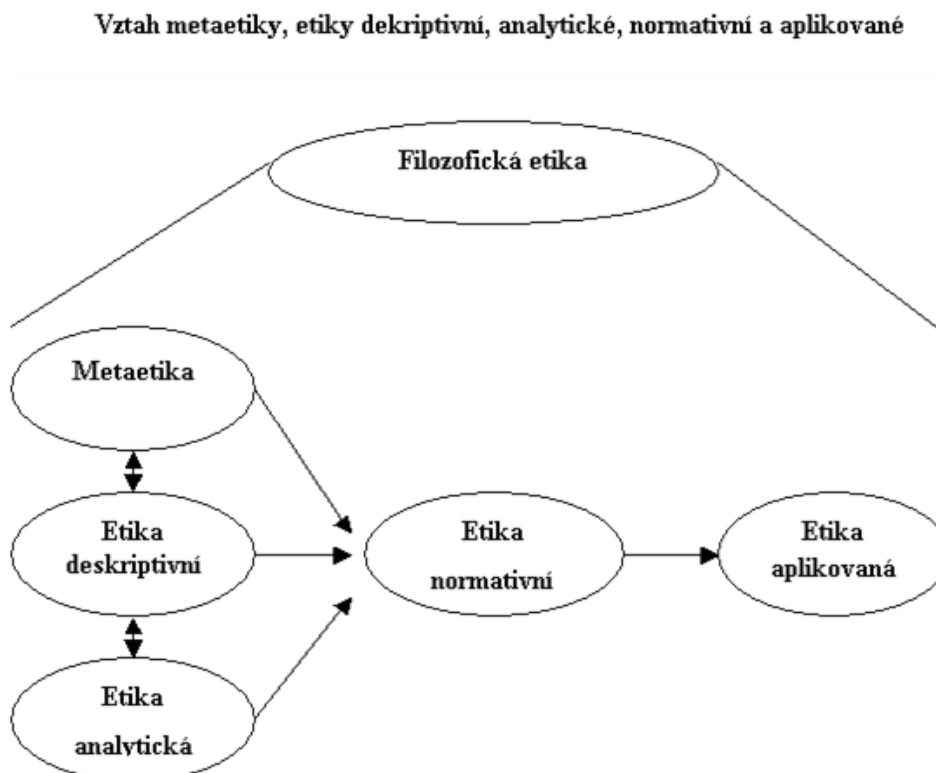 Vztah metaetiky, etiky dekriptivní, analytické, normativní a aplikované
Filozofická etika
Metaetika
Etika
deskriptivní
Etika
normativní
Etika
aplikovaná
Etika
analytická